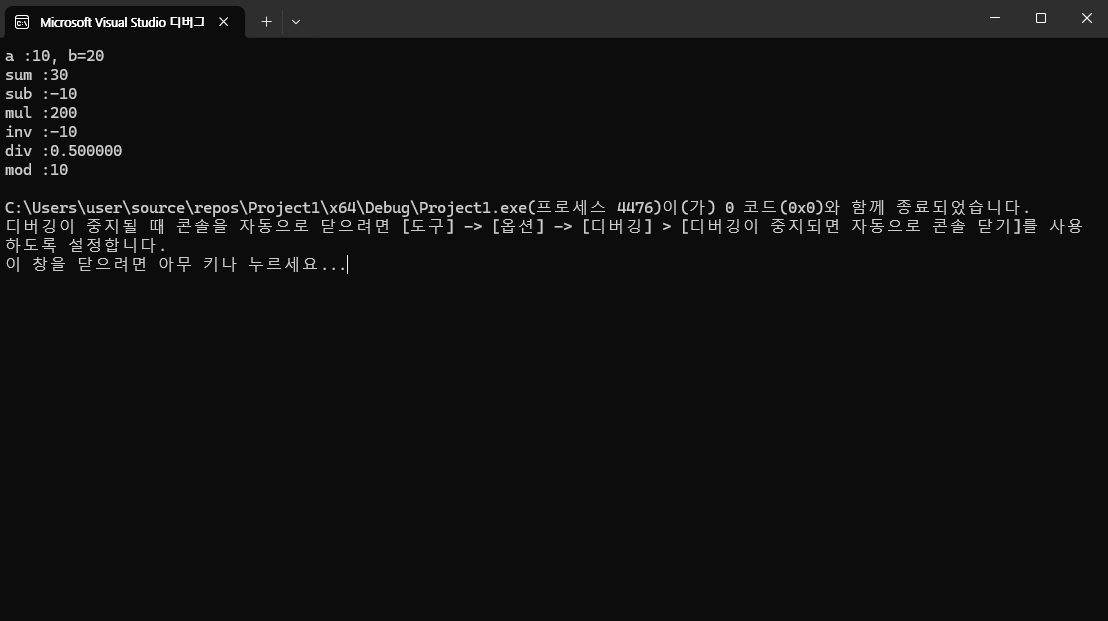 Microsoft Visual Studio 디버그
a :10, b=20
sum :30
sub :-10
mul :200
inv :-10
div :0.500000
mod :10
C:\Users\user\source\repos\Project1\x64\Debug\Project1.exe(프로세스 4476)이(가) 0 코드(0x0)와 함께 종료되었습니다.
디버깅이 중지될 때 콘솔을 자동으로 닫으려면 [도구] -> [옵션] -> [디버깅] > [디버깅이 중지되면 자동으로 콘솔 닫기]를 사용
하도록 설정합니다.
이 창을 닫으려면 아무 키나 누르세요...